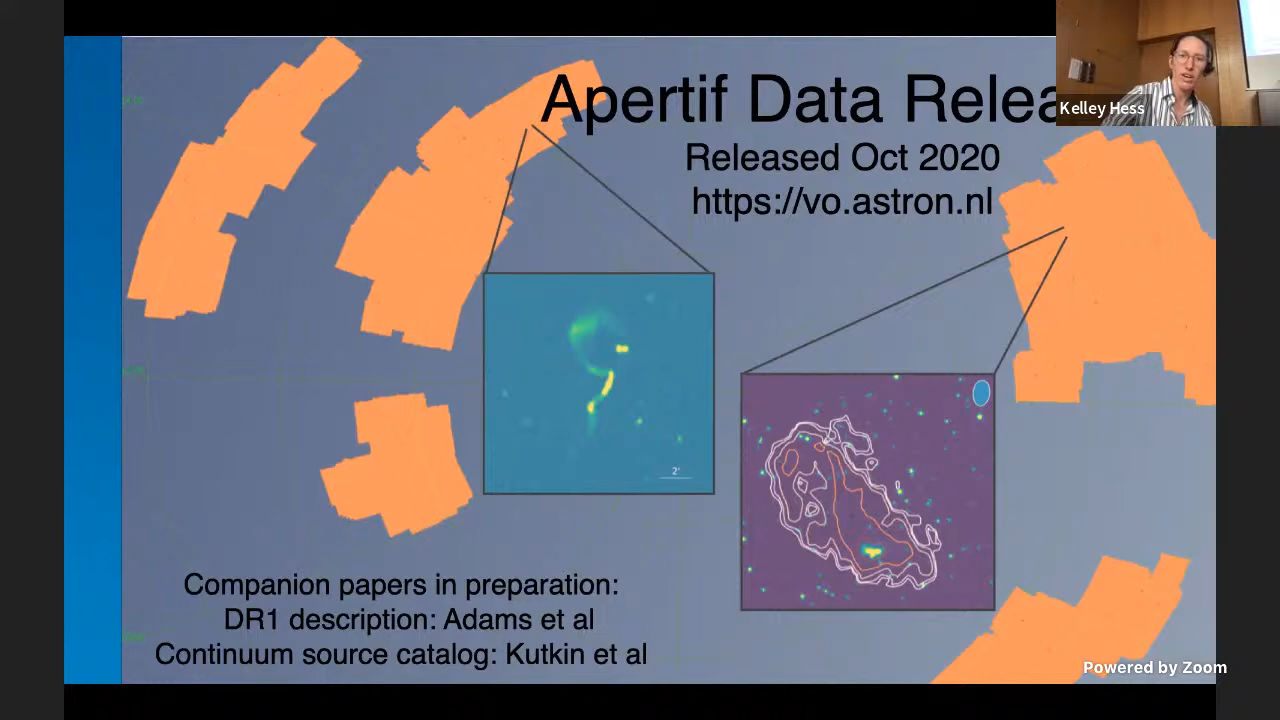 Apertif Data Relea
Released Oct 2020
https://vo.astron.nl
Kelley Hess
2'
Companion papers in preparation:
DR1 description: Adams et al
Continuum source catalog: Kutkin et al
Powered by Zoom